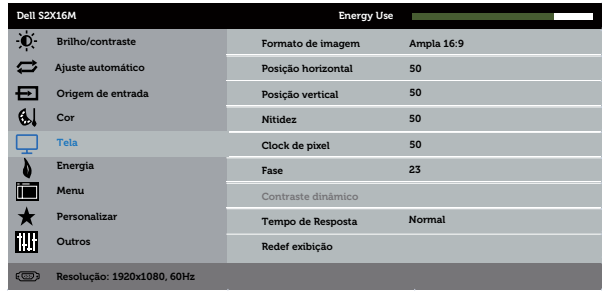 Dell S2X16M Energy Use
Brilho/contraste
Ajuste automático
Origem de entrada
Cor
Tela
Energia
Menu
Personalizar
Outros
Formato de imagem Ampla 16:9
Posição horizontal 50
Posição vertical 50
Nitidez 50
Clock de pixel 50
Fase 23
Contraste dinámico
Tempo de Resposta Normal
Redef exibição
Resolução: 1920x1080, 60Hz